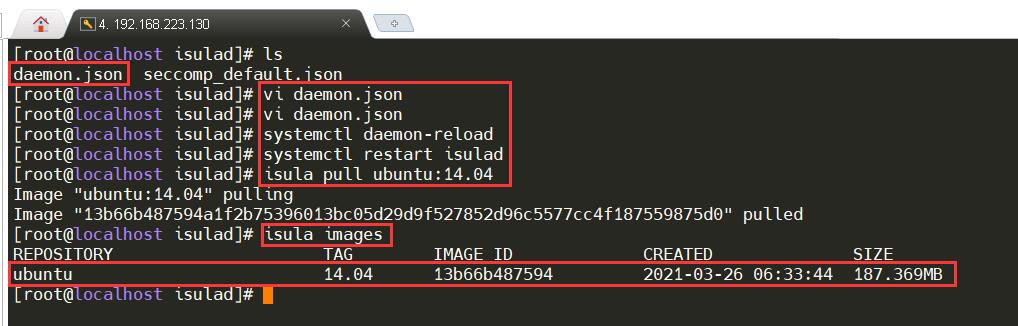 4. 192.168.223.130
[root@localhost isulad]# ls
daemon.json  seccomp_default.json
[root@localhost isulad]# vi daemon.json
[root@localhost isulad]# vi daemon.json
[root@localhost isulad]# systemctl daemon-reload
[root@localhost isulad]# systemctl restart isulad
[root@localhost isulad]# isula pull ubuntu:14.04
Image "ubuntu:14.04" pulling
Image "13b66b487594a1f2b75396013bc05d29d9f527852d96c5577cc4f187559875d0" pulled
[root@localhost isulad]# isula images
REPOSITORY TAG IMAGE ID CREATED SIZE
ubuntu 14.04 13b66b487594 2021-03-26 06:33:44 187.369MB
[root@localhost isulad]#